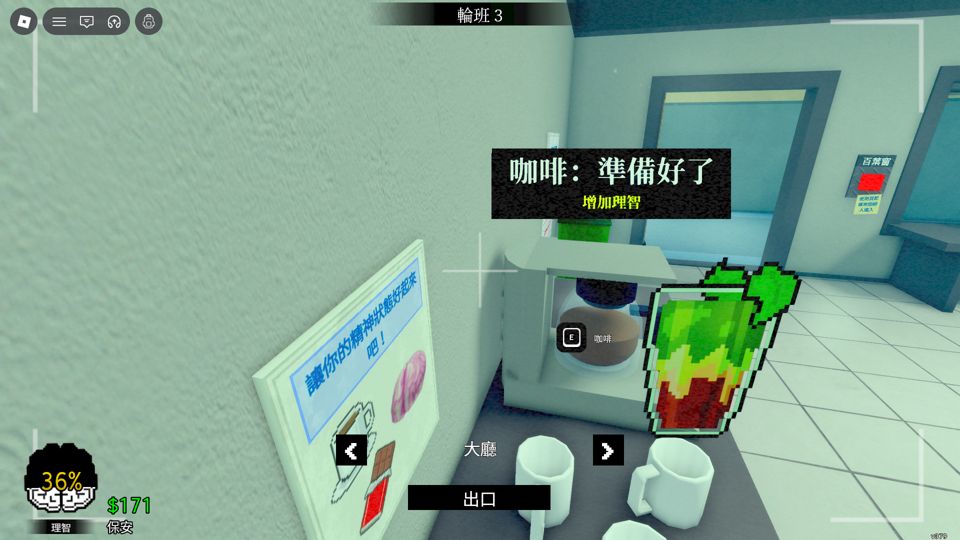 輪班 3
百葉窗
咖啡：準備好了
增加理智
讓你的精神狀態好起來
吧！
E
咖啡
大廳
出口
36%
$171
理智
保安